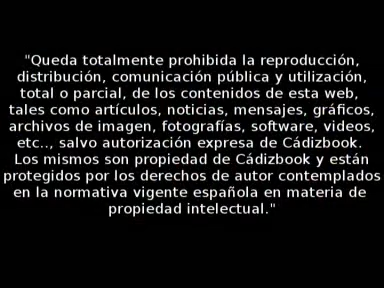 "Queda totalmente prohibida la reproducción,
distribución, comunicación pública y utilización,
total o parcial, de los contenidos de esta web,
tales como artículos, noticias, mensajes, gráficos,
archivos de imagen, fotografías, software, videos,
etc.., salvo autorización expresa de Cádizbook.
Los mismos son propiedad de Cádizbook y están
protegidos por los derechos de autor contemplados
en la normativa vigente española en materia de
propiedad intelectual."